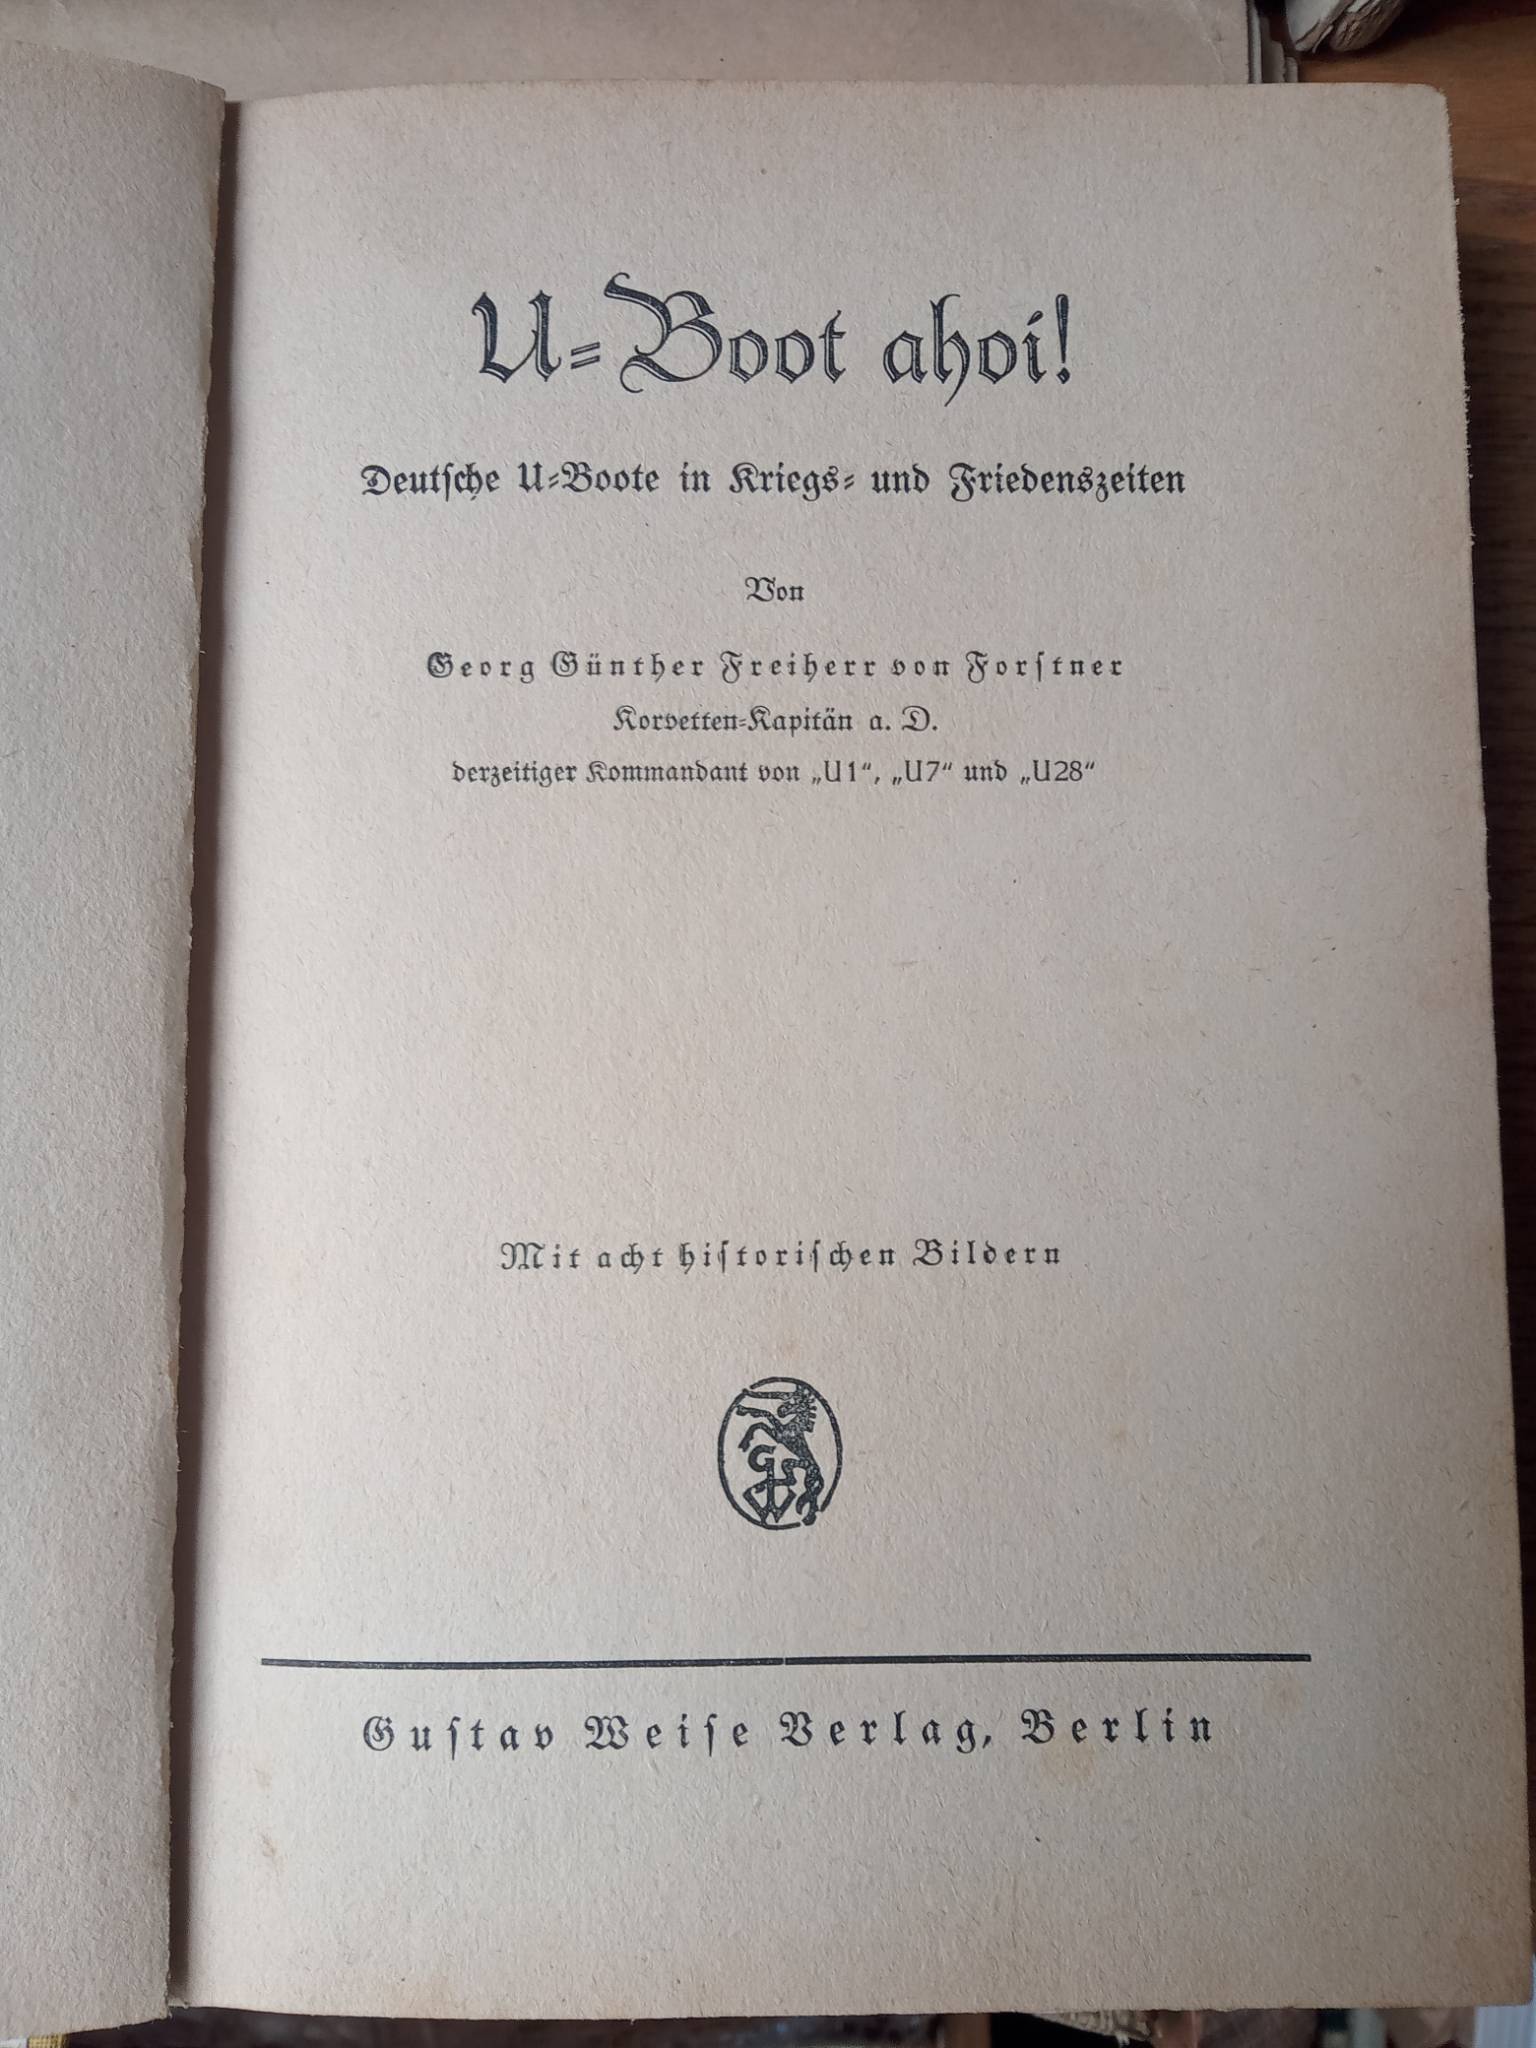 U-Boot ahoi!
Deutsche U-Boote in Kriegs- und Friedenszeiten
Von
Georg Günther Freiherr von Forstner
Korvetten-Kapitän a. D.
derzeitiger Kommandant von „U1“, „U7“ und „U28“
Mit acht historischen Bildern
GW
Gustav Weise Verlag, Berlin